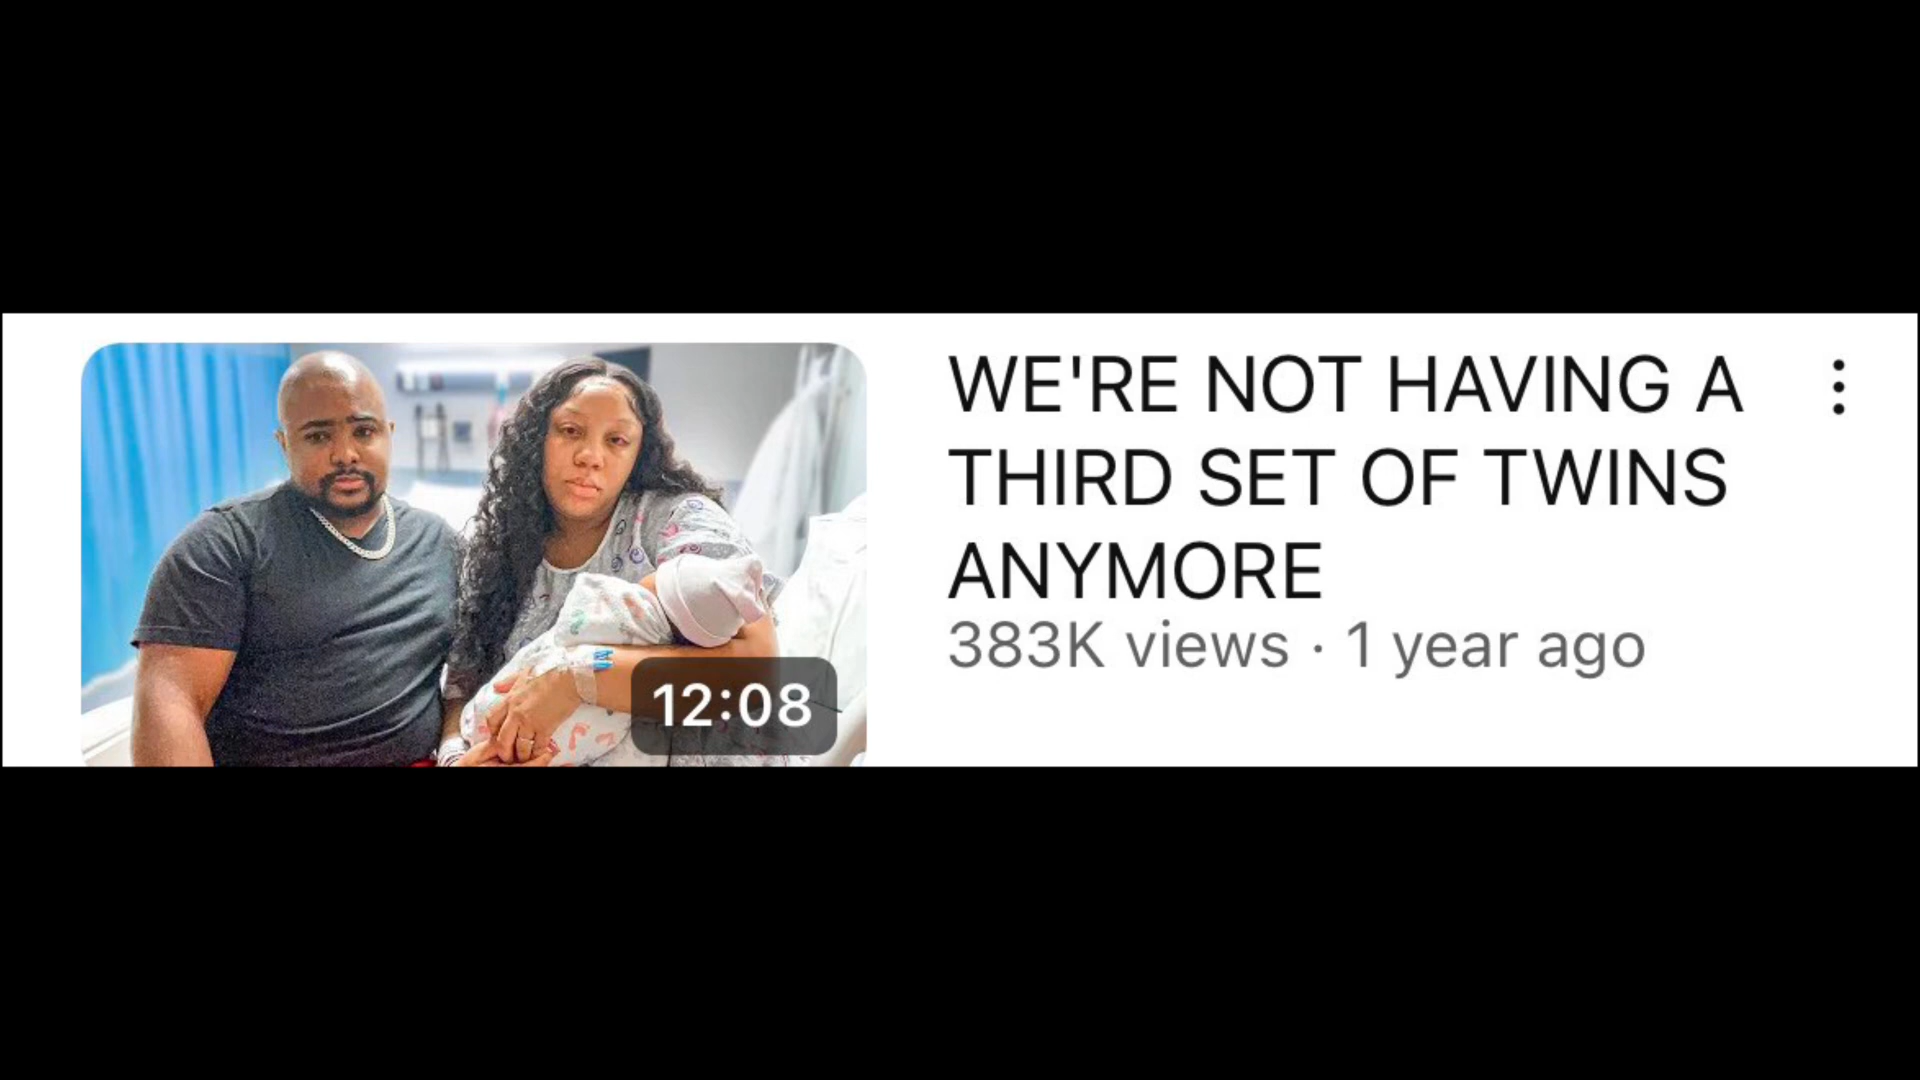 WE'RE NOT HAVING A
THIRD SET OF TWINS
ANYMORE
383K views · 1 year ago
12:08